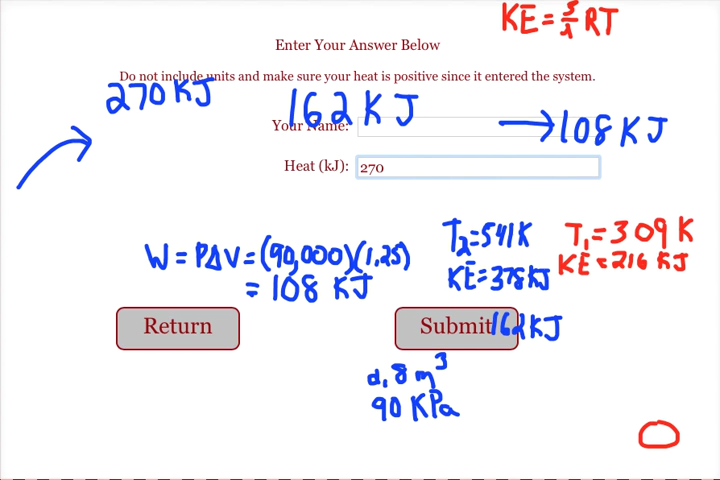 KE = 3/2 RT
Enter Your Answer Below
Do not include units and make sure your heat is positive since it entered the system.
270 KJ 162 KJ → 108 KJ
Your Name:
Heat (kJ): 270
W = PΔV = (90,000)(1.25)
= 108 KJ
T2 = 541 K
KE = 378 KJ
T1 = 309 K
KE = 216 KJ
Return
Submit
162 KJ
2.8 m³
90 KPa